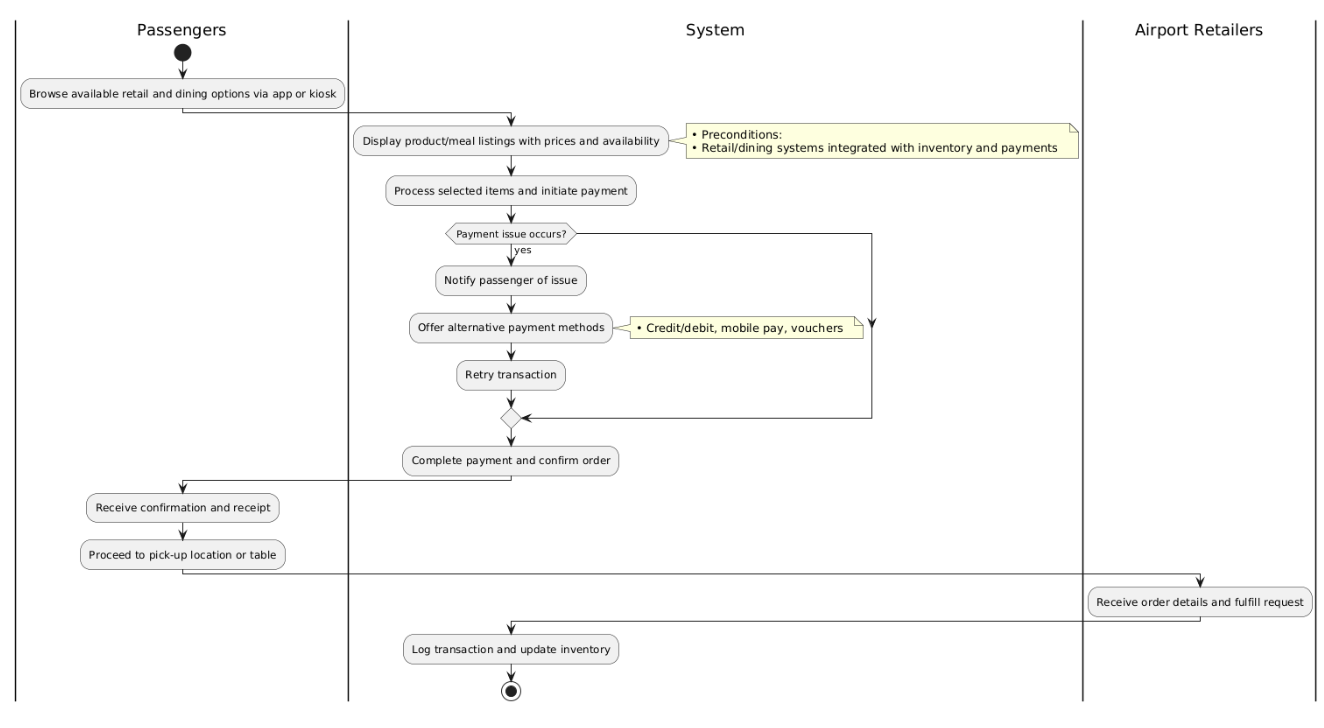 Passengers
System
Airport Retailers
Browse available retail and dining options via app or kiosk
Display product/meal listings with prices and availability
• Preconditions:
• Retail/dining systems integrated with inventory and payments
Process selected items and initiate payment
Payment issue occurs?
yes
Notify passenger of issue
Offer alternative payment methods
• Credit/debit, mobile pay, vouchers
Retry transaction
Complete payment and confirm order
Receive confirmation and receipt
Proceed to pick-up location or table
Receive order details and fulfill request
Log transaction and update inventory